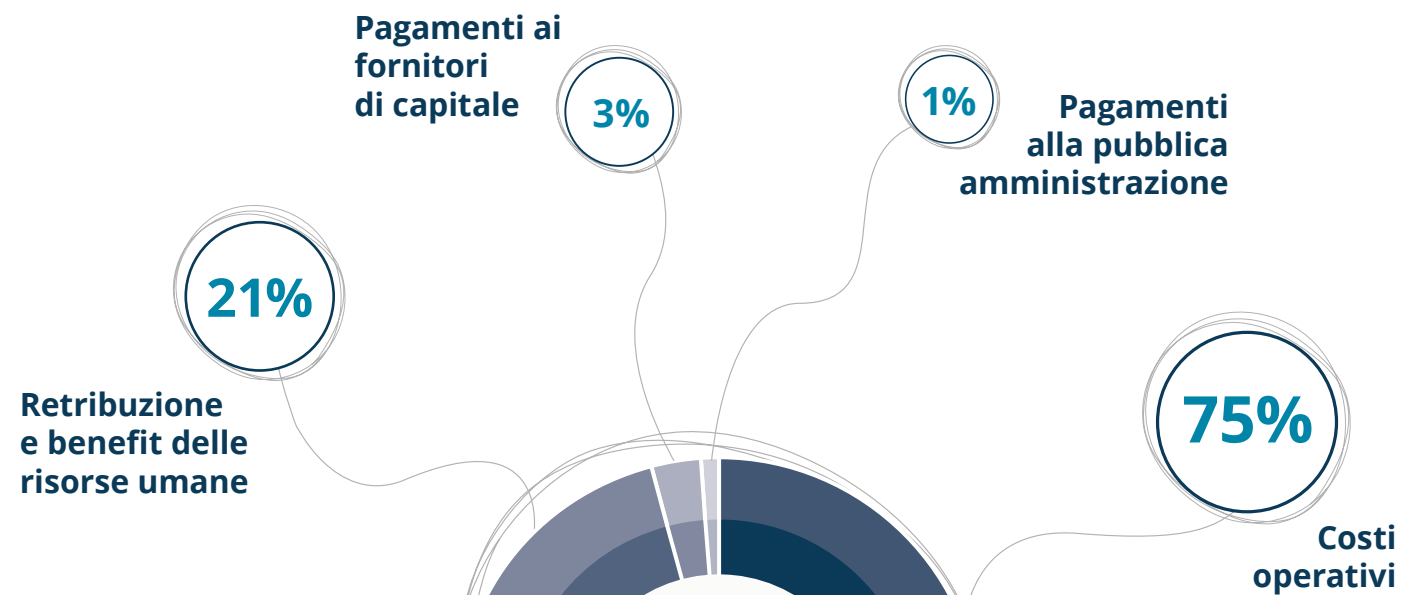 Pagamenti ai
fornitori
di capitale
3%
1%
Pagamenti
alla pubblica
amministrazione
21%
Retribuzione
e benefit delle
risorse umane
75%
Costi
operativi